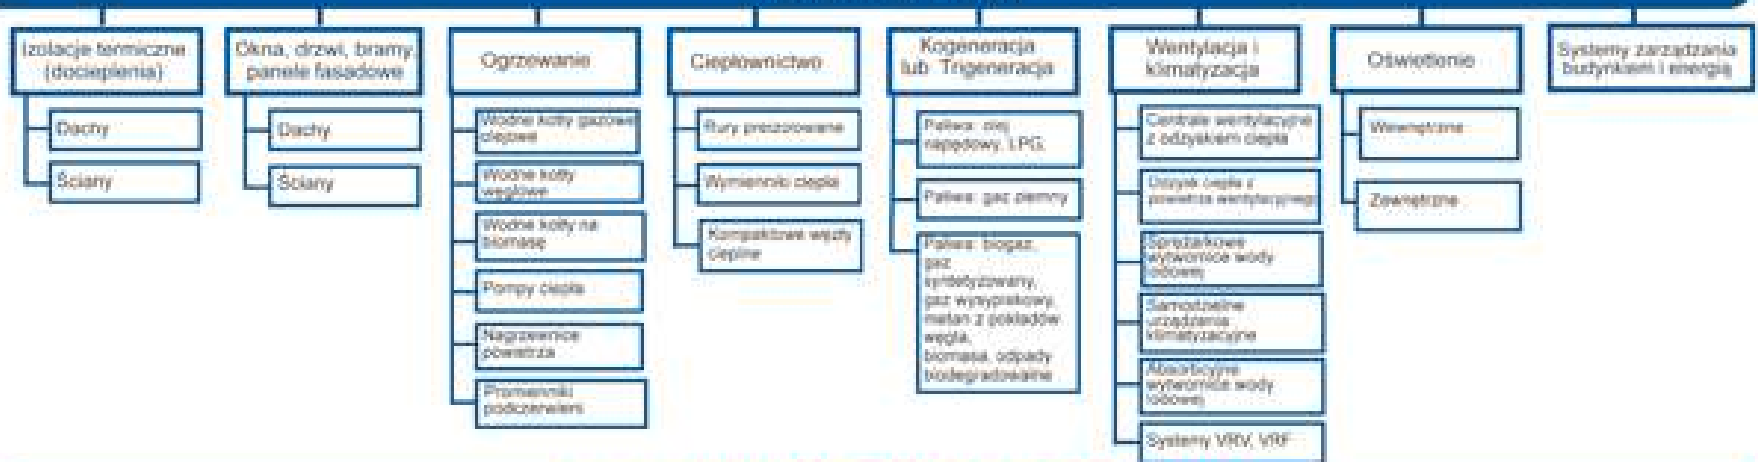 Izolacje termiczne
(docieplenia)
Dachy
Ściany
Okna, drzwi, bramy,
panele fasadowe
Dachy
Ściany
Ogrzewanie
Wodne kotły gazowe
olejowe
Wodne kotły
węglowe
Wodne kotły na
biomasę
Pompy ciepła
Nagrzewnice
powietrza
Promienniki
podczerwieni
Ciepłownictwo
Rury preizolowane
Wymienniki ciepła
Kompaktowe węzły
cieplne
Kogeneracja
lub Trigeneracja
Paliwa: olej
napędowy, LPG,
Paliwa: gaz ziemny
Paliwa: biogaz,
gaz
syntetyzowany,
gaz wysypiskowy,
metan z pokładów
węgla,
biomasa, odpady
biodegradowalne
Wentylacja i
klimatyzacja
Centrale wentylacyjne
z odzyskiem ciepła
Odzysk ciepła z
powietrza wentylacyjnego
Sprężarkowe
wytwornice wody
lodowej
Samodzielne
urządzenia
klimatyzacyjne
Absorbcyjne
wytwornice wody
lodowej
Systemy VRV, VRF
Oświetlenie
Wewnętrzne
Zewnętrzne
Systemy zarządzania
budynkiem i energią